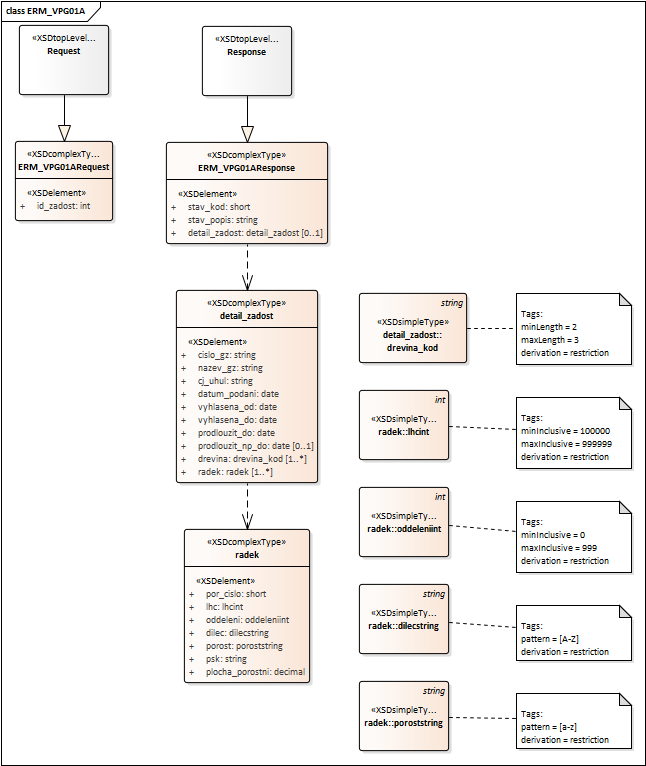 class ERM_VPG01A
«XSDtopLevel...
Request
«XSDtopLevel...
Response
«XSDcomplexTy...
ERM_VPG01ARequest
«XSDelement»
+ id_zadost: int
«XSDcomplexType»
ERM_VPG01AResponse
«XSDelement»
+ stav_kod: short
+ stav_popis: string
+ detail_zadost: detail_zadost [0..1]
«XSDcomplexType»
detail_zadost
«XSDElement»
+ cislo_gz: string
+ nazev_gz: string
+ cj_uhul: string
+ datum_podani: date
+ vyhlasena_od: date
+ vyhlasena_do: date
+ prodlouzit_do: date
+ prodlouzit_np_do: date [0..1]
+ drevina: drevina_kod [1..*]
+ radek: radek [1..*]
«XSDcomplexType»
radek
«XSDElement»
+ por_cislo: short
+ lhc: lhcint
+ oddeleni: oddeleniint
+ dilec: dilecstring
+ porost: poroststring
+ psk: string
+ plocha_porostni: decimal
string
«XSDsimpleType»
detail_zadost::
drevina_kod
Tags:
minLength = 2
maxLength = 3
derivation = restriction
int
«XSDsimpleTy...
radek::lhcint
Tags:
minInclusive = 100000
maxInclusive = 999999
derivation = restriction
int
«XSDsimpleTy...
radek::oddeleniint
Tags:
minInclusive = 0
maxInclusive = 999
derivation = restriction
string
«XSDsimpleTy...
radek::dilecstring
Tags:
pattern = [A-Z]
derivation = restriction
string
«XSDsimpleTy...
radek::poroststring
Tags:
pattern = [a-z]
derivation = restriction